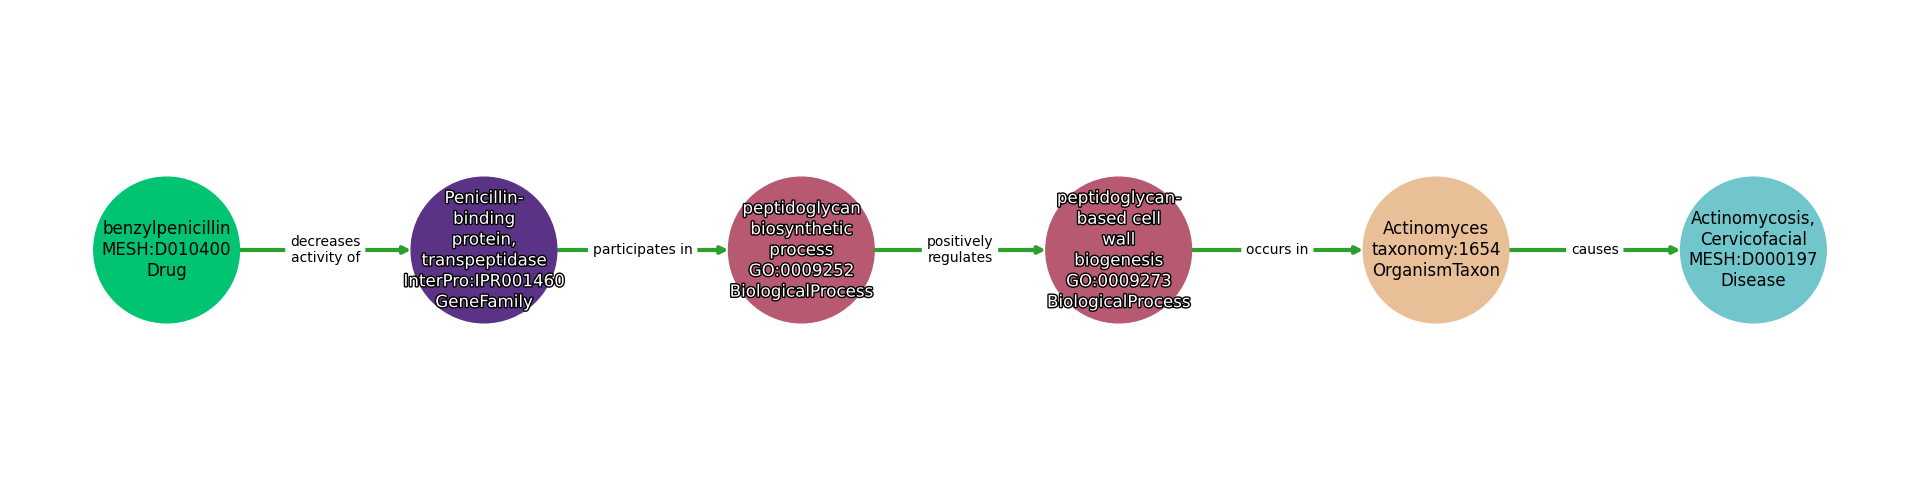 benzylpenicillin
MESH:D010400
Drug
decreases
activity of
Penicillin-
binding
protein,
transpeptidase
InterPro:IPR001460
GeneFamily
participates in
peptidoglycan
biosynthetic
process
GO:0009252
BiologicalProcess
positively
regulates
peptidoglycan-
based cell
wall
biogenesis
GO:0009273
BiologicalProcess
occurs in
Actinomyces
taxonomy:1654
OrganismTaxon
causes
Actinomycosis,
Cervicofacial
MESH:D000197
Disease